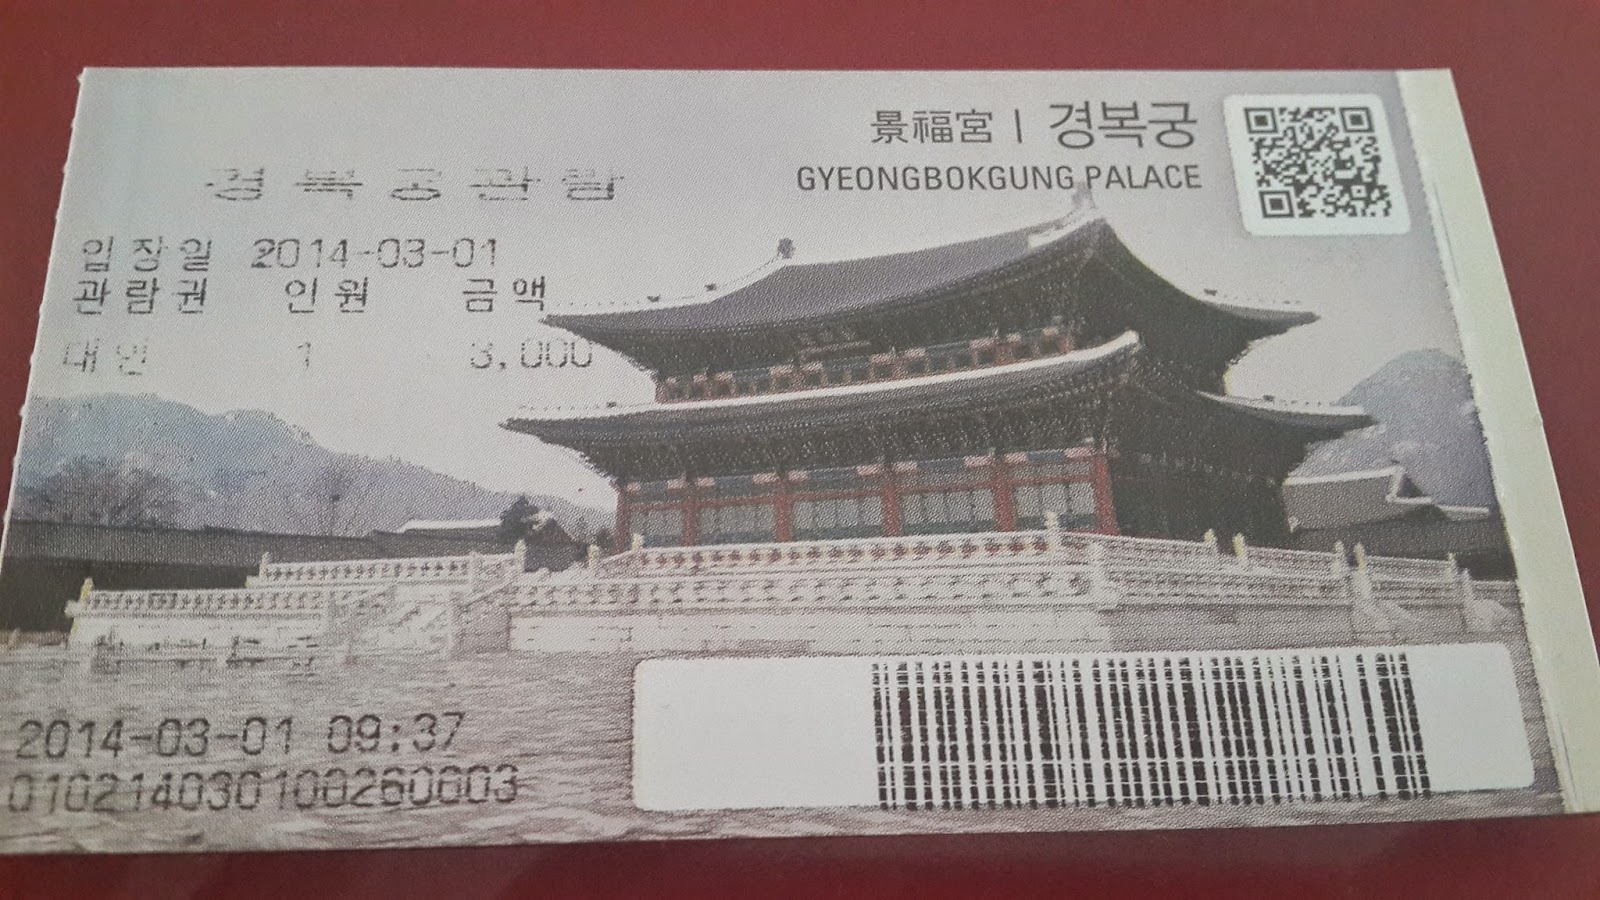 景福宮 | 경복궁
GYEONGBOKGUNG PALACE
경복궁관람
입장일 2014-03-01
관람권 인원 금액
대인 1 3,000
2014-03-01 09:37